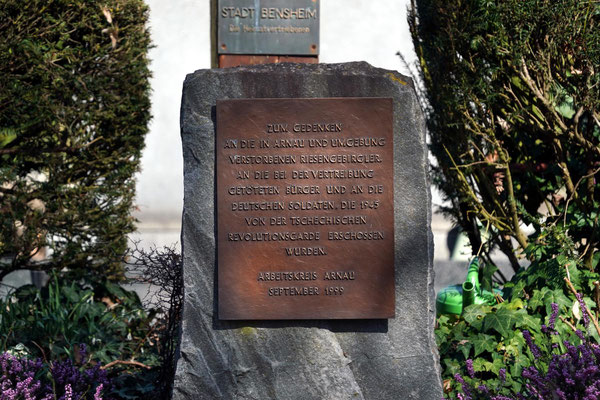 STADT BENSHEIM
ZUM GEDENKEN
AN DIE IN ARNAU UND UMGEBUNG
VERSTORBENEN RIESENGEBIRGLER,
AN DIE BEI DER VERTREIBUNG
GETÖTETEN BÜRGER UND AN DIE
DEUTSCHEN SOLDATEN, DIE 1945
VON DER TSCHECHISCHEN
REVOLUTIONSGARDE ERSCHOSSEN
WURDEN.
ARBEITSKREIS ARNAU
SEPTEMBER 1999